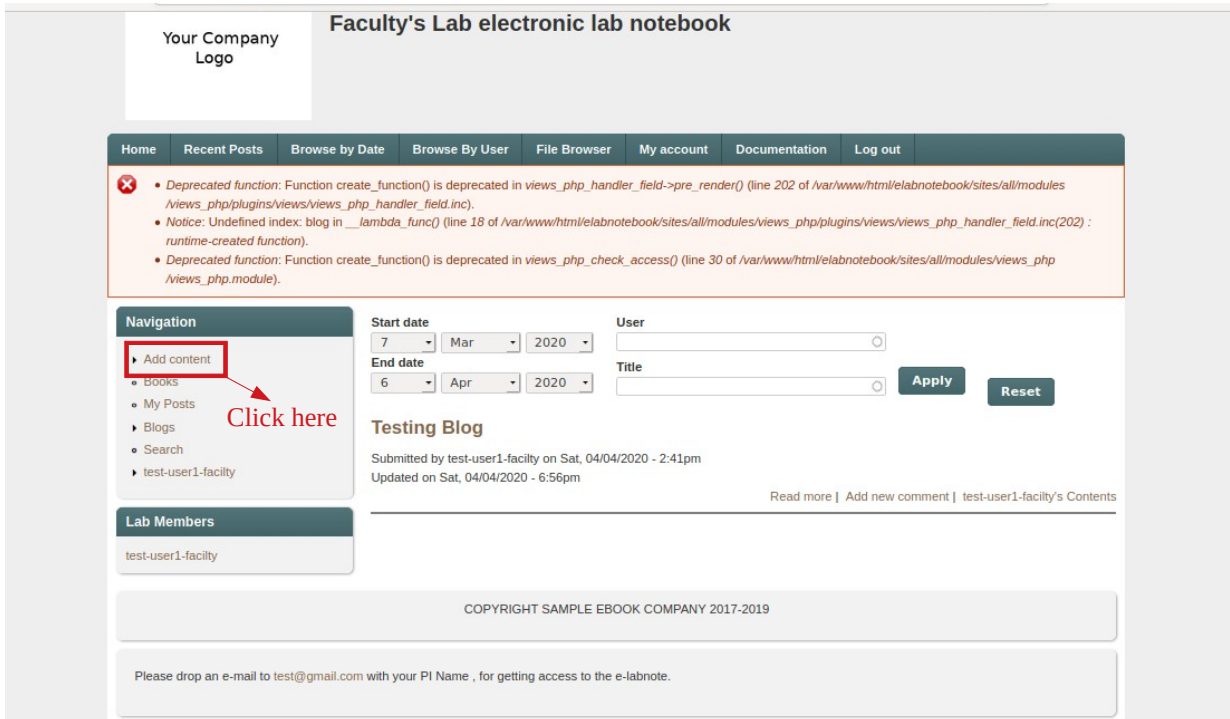 Your Company
Logo
Faculty's Lab electronic lab notebook
Home Recent Posts Browse by Date Browse By User File Browser My account Documentation Log out
Deprecated function: Function create_function() is deprecated in views_php_handler_field->pre_render() (line 202 of /var/www/html/elabnotebook/sites/all/modules
/views_php/plugins/views/views_php_handler_field.inc).
Notice: Undefined index: blog in __lambda_func() (line 18 of /var/www/html/elabnotebook/sites/all/modules/views_php/plugins/views/views_php_handler_field.inc(202) :
runtime-created function).
Deprecated function: Function create_function() is deprecated in views_php_check_access() (line 30 of /var/www/html/elabnotebook/sites/all/modules/views_php
/views_php.module).
Navigation
Add content
Books
My Posts
Blogs
Search
test-user1-facilty
Click here
Lab Members
test-user1-facilty
Start date
7 Mar 2020
End date
6 Apr 2020
User
Title
Apply
Reset
Testing Blog
Submitted by test-user1-facilty on Sat, 04/04/2020 - 2:41pm
Updated on Sat, 04/04/2020 - 6:56pm
Read more | Add new comment | test-user1-facilty's Contents
COPYRIGHT SAMPLE EBOOK COMPANY 2017-2019
Please drop an e-mail to test@gmail.com with your PI Name , for getting access to the e-labnote.